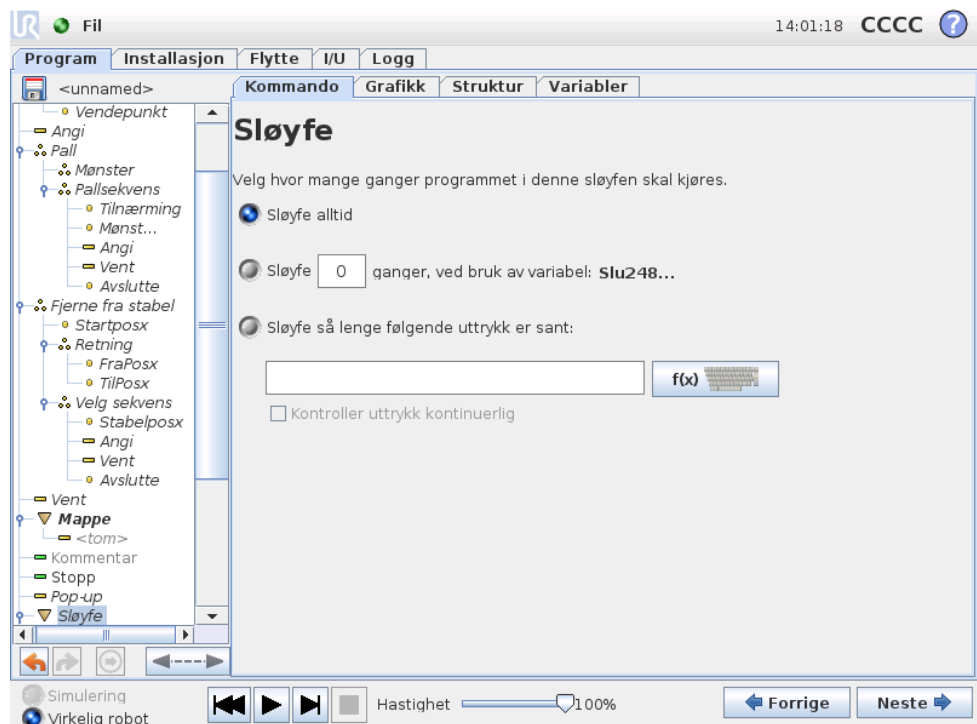 UR Fil 14:01:18 CCCC ?
Program Installasjon Flytte I/U Logg
<unnamed>
Kommando Grafikk Struktur Variabler
Vendepunkt
Angi
Pall
Mønster
Pallsekvens
Tilnærming
Mønst...
Angi
Vent
Avslutte
Fjerne fra stabel
Startposx
Retning
FraPosx
TilPosx
Velg sekvens
Stabelposx
Angi
Vent
Avslutte
Vent
Mappe
<tom>
Kommentar
Stopp
Pop-up
Sløyfe
Sløyfe
Velg hvor mange ganger programmet i denne sløyfen skal kjøres.
Sløyfe alltid
Sløyfe 0 ganger, ved bruk av variabel: Slu248...
Sløyfe så lenge følgende uttrykk er sant:
f(x)
Kontroller uttrykk kontinuerlig
Simulering
Virkelig robot
Hastighet 100%
Forrige Neste